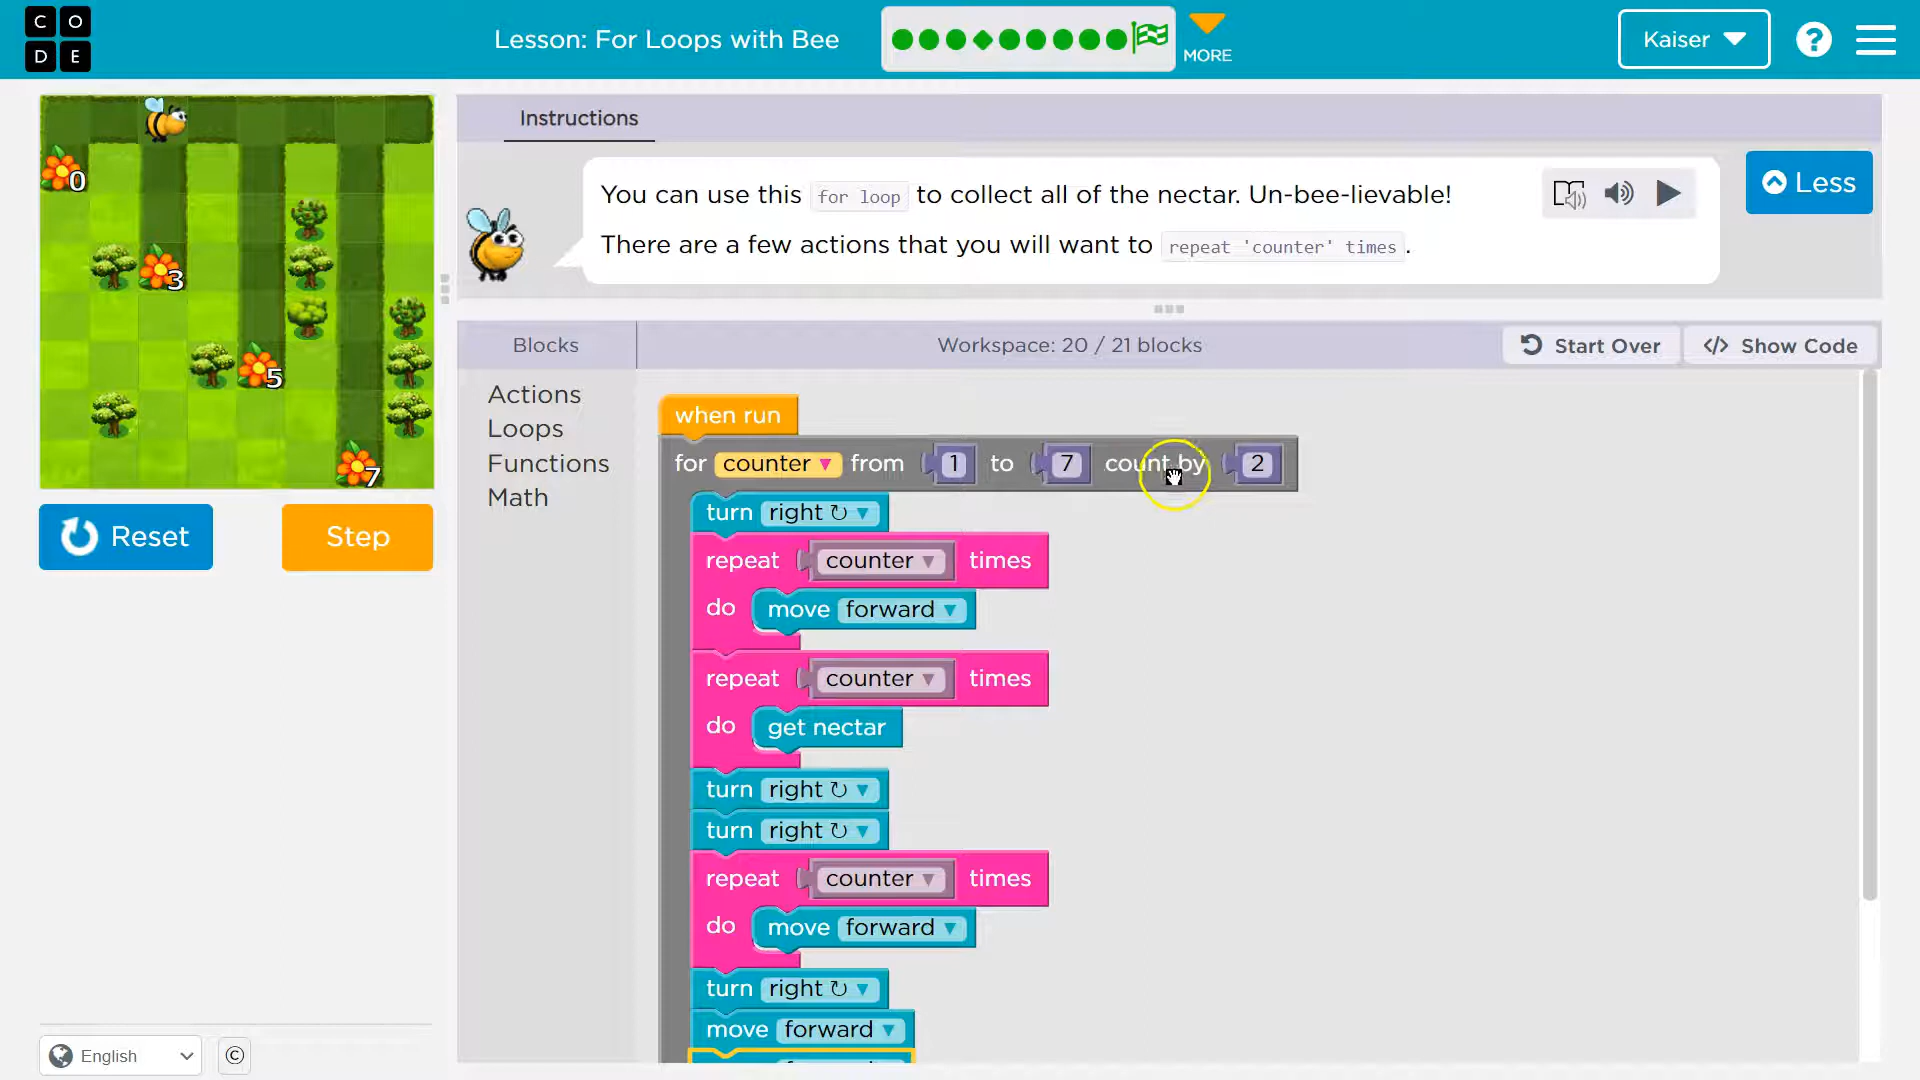 C O
D E
Lesson: For Loops with Bee
MORE
Kaiser
?
Instructions
You can use this for loop to collect all of the nectar. Un-bee-lievable!
There are a few actions that you will want to repeat 'counter' times.
Less
0
3
5
7
Reset
Step
Blocks
Workspace: 20 / 21 blocks
Start Over
</> Show Code
Actions
Loops
Functions
Math
when run
for counter from 1 to 7 count by 2
turn right
repeat counter times
do move forward
repeat counter times
do get nectar
turn right
turn right
repeat counter times
do move forward
turn right
move forward
English
©